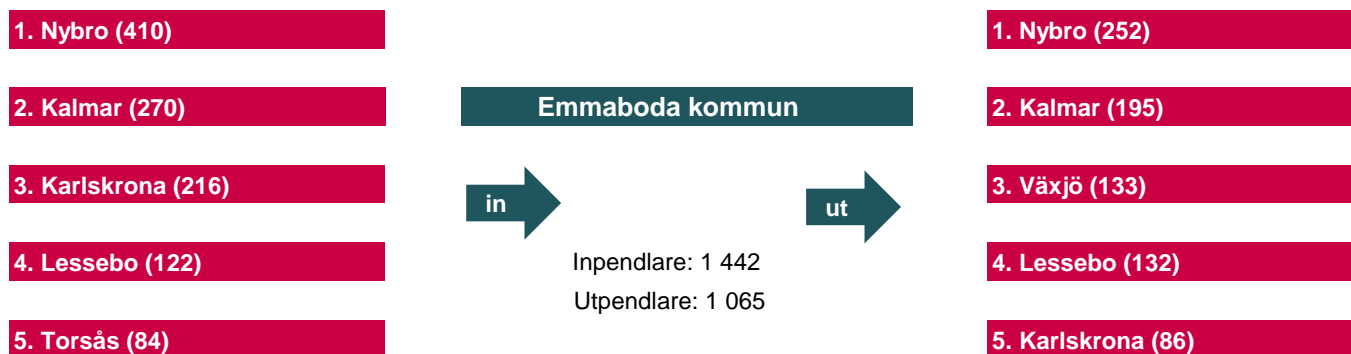 1. Nybro (410)
2. Kalmar (270)
3. Karlskrona (216)
4. Lessebo (122)
5. Torsås (84)
Emmaboda kommun
in
ut
Inpendlare: 1 442
Utpendlare: 1 065
1. Nybro (252)
2. Kalmar (195)
3. Växjö (133)
4. Lessebo (132)
5. Karlskrona (86)